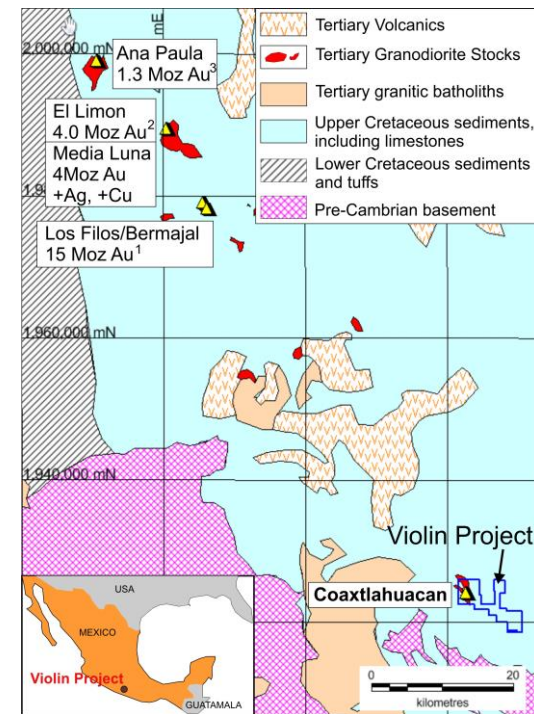 2,000,000 mN
mE
Ana Paula
1.3 Moz Au3
El Limon
4.0 Moz Au2
Media Luna
4Moz Au
+Ag, +Cu
Los Filos/Bermajal
15 Moz Au1
Tertiary Volcanics
Tertiary Granodiorite Stocks
Tertiary granitic batholiths
Upper Cretaceous sediments,
including limestones
Lower Cretaceous sediments
and tuffs
Pre-Cambrian basement
1,960,000 mN
1,940,000 mN
Violin Project
Coaxtlahuacan
USA
MEXICO
Violin Project
GUATAMALA
0 20
kilometres